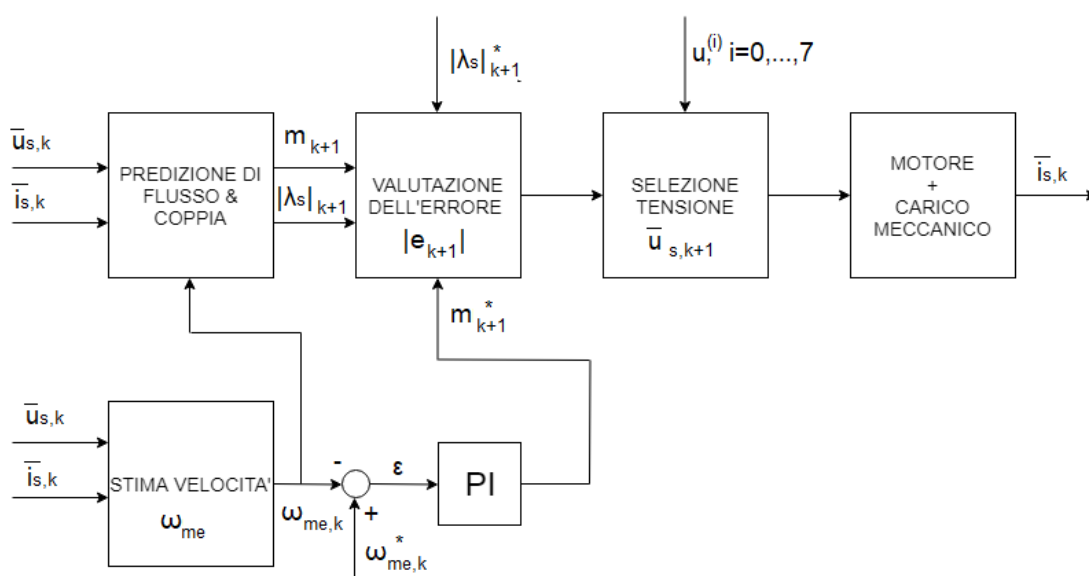 |λs|*k+1
u,(i) i=0,...,7
u̅s,k
i̅s,k
PREDIZIONE DI
FLUSSO &
COPPIA
m k+1
|λs| k+1
VALUTAZIONE
DELL'ERRORE
|e k+1|
SELEZIONE
TENSIONE
u̅ s,k+1
MOTORE
+
CARICO
MECCANICO
i̅s,k
m*k+1
u̅s,k
i̅s,k
STIMA VELOCITA'
ωme
ωme,k
-
+
ε
PI
ω*me,k